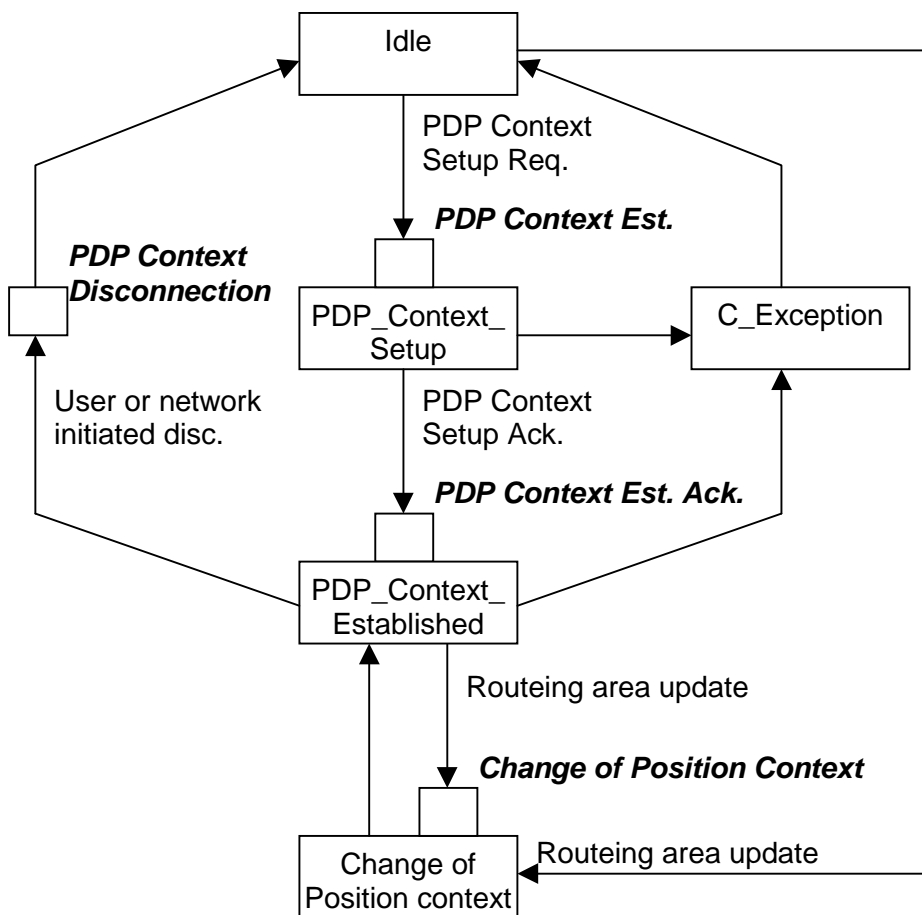 Idle
PDP Context
Setup Req.
PDP Context Est.
PDP Context
Disconnection
PDP_Context_
Setup
C_Exception
User or network
initiated disc.
PDP Context
Setup Ack.
PDP Context Est. Ack.
PDP_Context_
Established
Routeing area update
Change of Position Context
Change of
Position context
Routeing area update